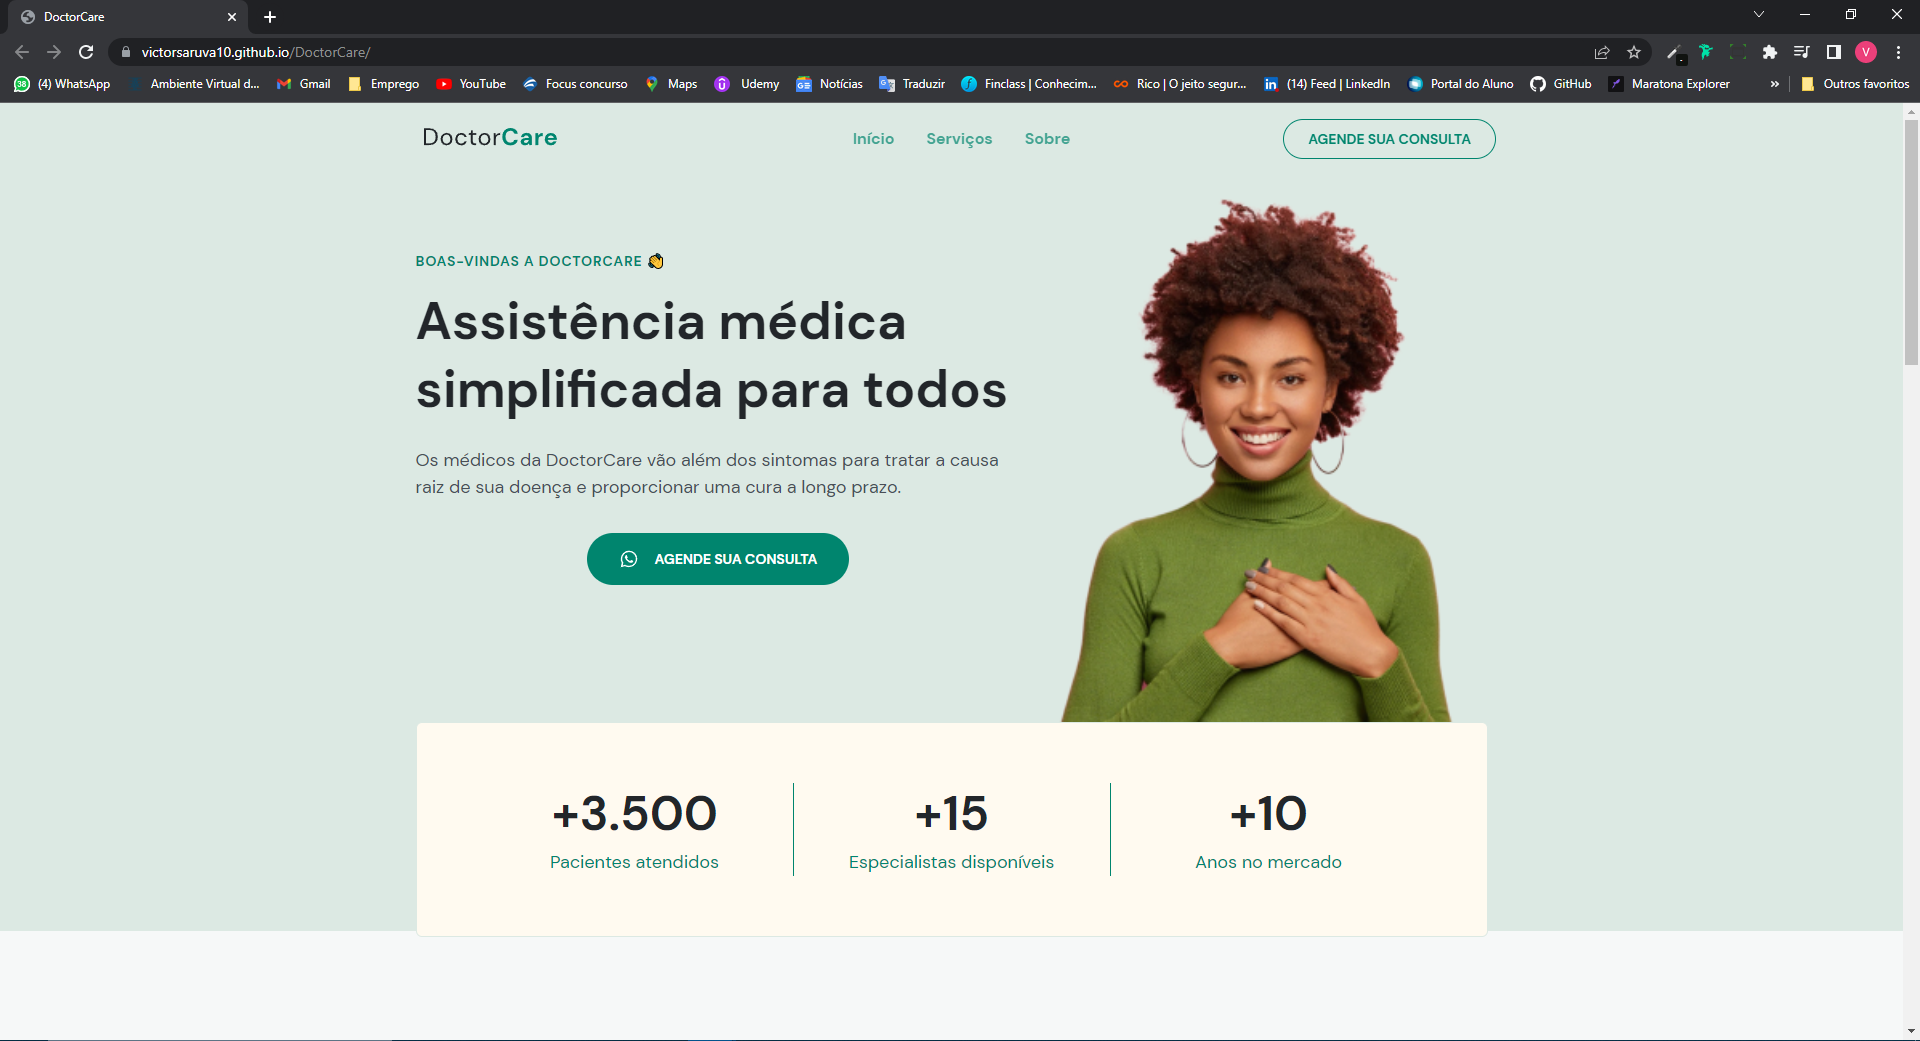 DoctorCare
victorsaruva10.github.io/DoctorCare/
V
38 (4) WhatsApp
Ambiente Virtual d...
Gmail
Emprego
YouTube
Focus concurso
Maps
Udemy
Notícias
Traduzir
Finclass | Conhecim...
Rico | O jeito segur...
(14) Feed | LinkedIn
Portal do Aluno
GitHub
Maratona Explorer
»
Outros favoritos
DoctorCare
Início
Serviços
Sobre
AGENDE SUA CONSULTA
BOAS-VINDAS A DOCTORCARE 👏
Assistência médica
simplificada para todos
Os médicos da DoctorCare vão além dos sintomas para tratar a causa
raiz de sua doença e proporcionar uma cura a longo prazo.
AGENDE SUA CONSULTA
+3.500
Pacientes atendidos
+15
Especialistas disponíveis
+10
Anos no mercado